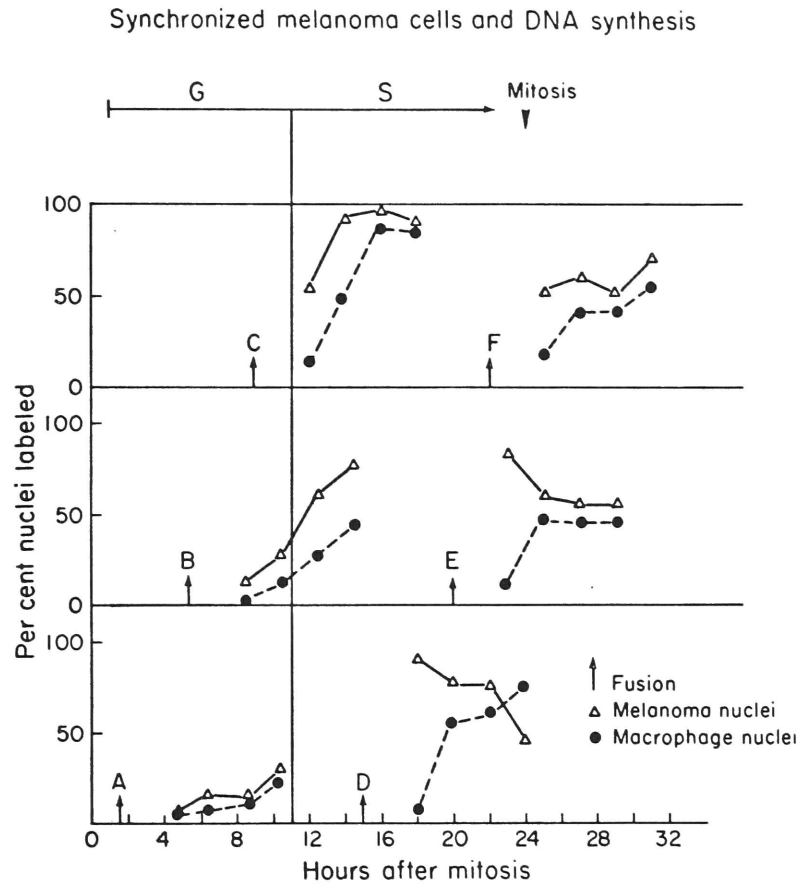 Synchronized melanoma cells and DNA synthesis
G S Mitosis
Per cent nuclei labeled
100
50
0
C F
100
50
0
B E
100
50
A D
Fusion
Melanoma nuclei
Macrophage nuclei
0 4 8 12 16 20 24 28 32
Hours after mitosis